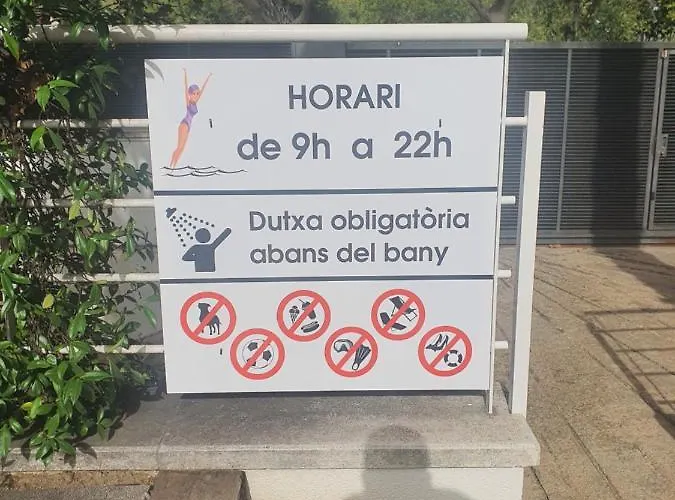 HORARI
de 9h a 22h
Dutxa obligatòria
abans del bany